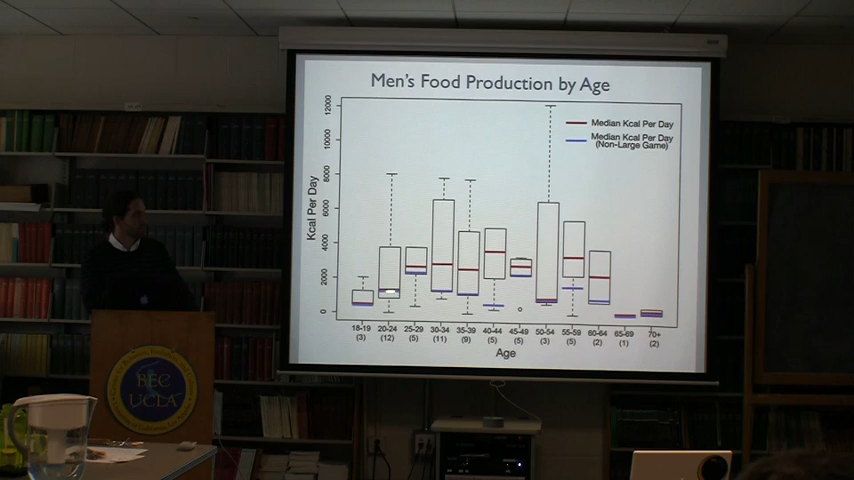 Men's Food Production by Age
Kcal Per Day
12000
10000
8000
6000
4000
2000
0
Median Kcal Per Day
Median Kcal Per Day
(Non-Large Game)
18-19 20-24 25-29 30-34 35-39 40-44 45-49 50-54 55-59 60-64 65-69 70+
(3) (12) (5) (11) (9) (5) (5) (3) (5) (2) (1) (2)
Age
BEC
UCLA